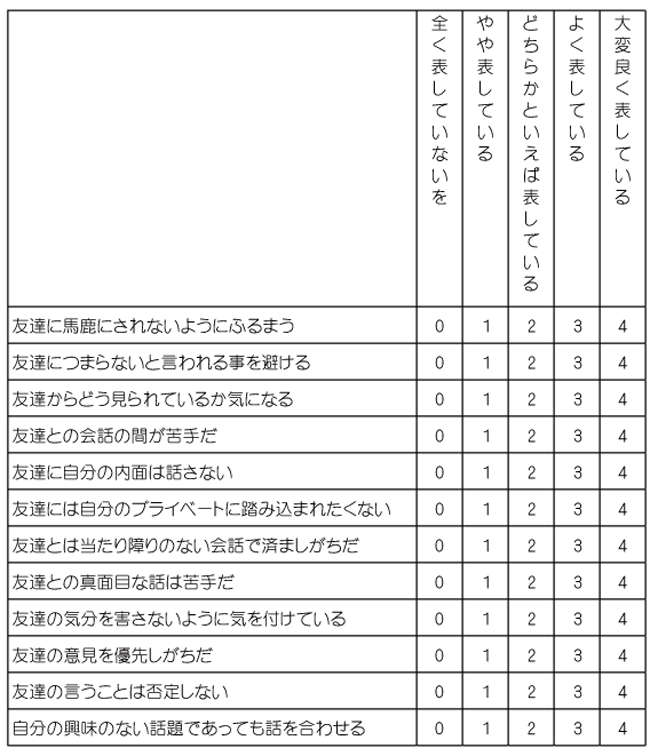 全く表していないを
やや表している
どちらかといえば表している
よく表している
大変良く表している
友達に馬鹿にされないようにふるまう 0 1 2 3 4
友達につまらないと言われる事を避ける 0 1 2 3 4
友達からどう見られているか気になる 0 1 2 3 4
友達との会話の間が苦手だ 0 1 2 3 4
友達に自分の内面は話さない 0 1 2 3 4
友達には自分のプライベートに踏み込まれたくない 0 1 2 3 4
友達とは当たり障りのない会話で済ましがちだ 0 1 2 3 4
友達との真面目な話は苦手だ 0 1 2 3 4
友達の気分を害さないように気を付けている 0 1 2 3 4
友達の意見を優先しがちだ 0 1 2 3 4
友達の言うことは否定しない 0 1 2 3 4
自分の興味のない話題であっても話を合わせる 0 1 2 3 4